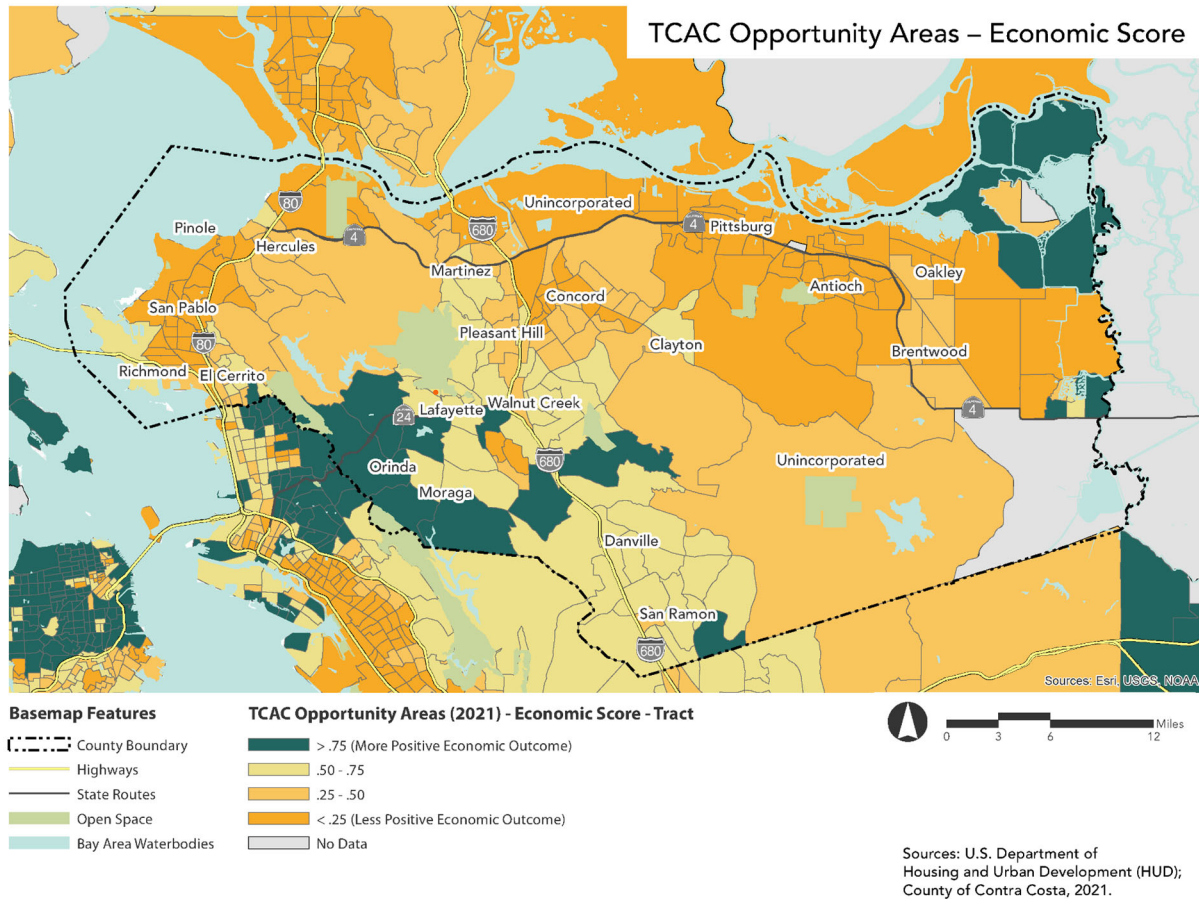 TCAC Opportunity Areas – Economic Score
80
Unincorporated
Pinole
680
4
Pittsburg
4
Hercules
Martinez
Oakley
Antioch
San Pablo
Concord
Pleasant Hill
80
Clayton
Brentwood
Richmond
El Cerrito
Lafayette
Walnut Creek
4
24
Orinda
680
Unincorporated
Moraga
Danville
San Ramon
680
Sources: Esri, USGS, NOAA
Basemap Features
County Boundary
Highways
State Routes
Open Space
Bay Area Waterbodies
TCAC Opportunity Areas (2021) - Economic Score - Tract
> .75 (More Positive Economic Outcome)
.50 - .75
.25 - .50
< .25 (Less Positive Economic Outcome)
No Data
Miles
0 3 6 12
Sources: U.S. Department of
Housing and Urban Development (HUD);
County of Contra Costa, 2021.